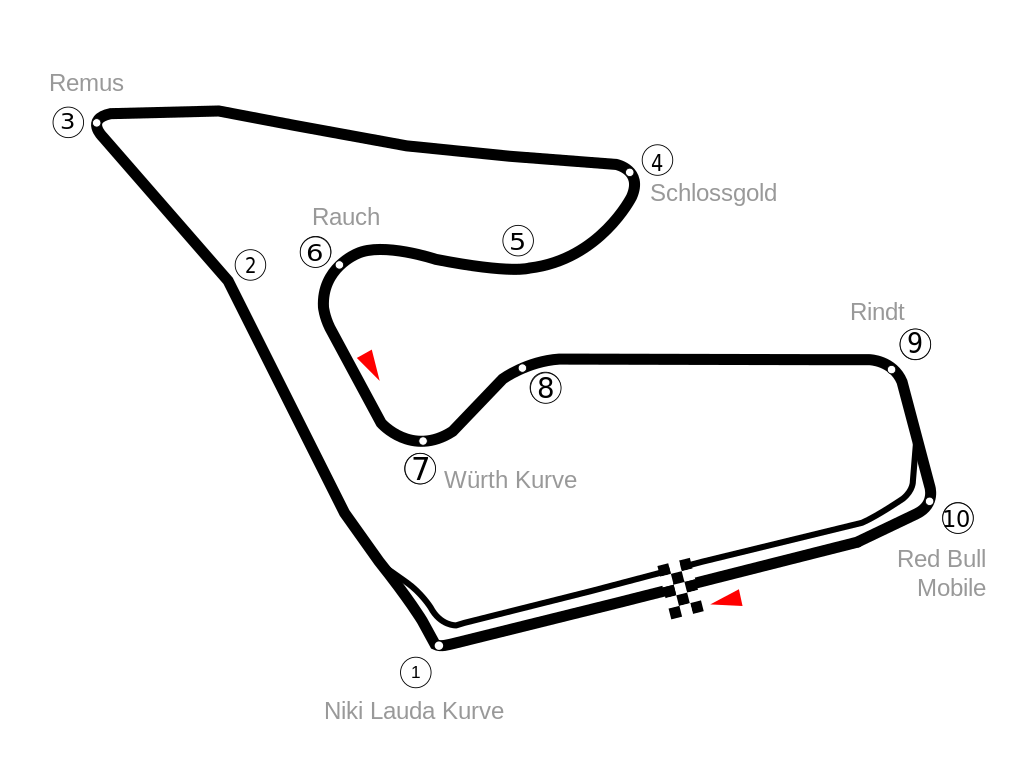 Remus
3
4
Schlossgold
Rauch
5
6
2
Rindt
9
8
7
Würth Kurve
10
Red Bull
Mobile
1
Niki Lauda Kurve